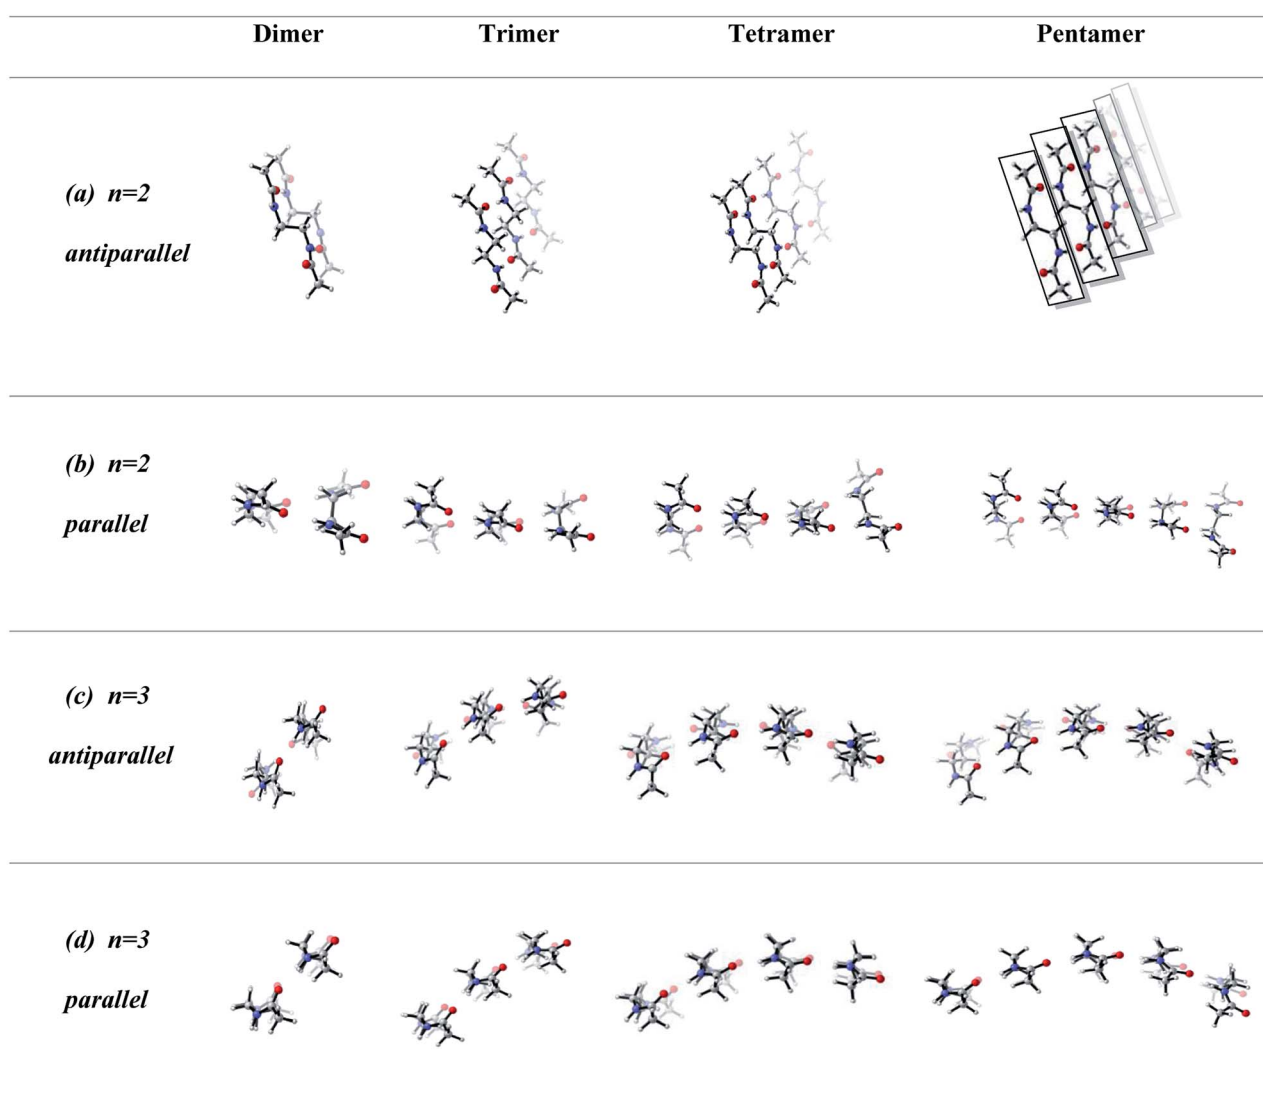 Dimer Trimer Tetramer Pentamer
(a) n=2
antiparallel
(b) n=2
parallel
(c) n=3
antiparallel
(d) n=3
parallel